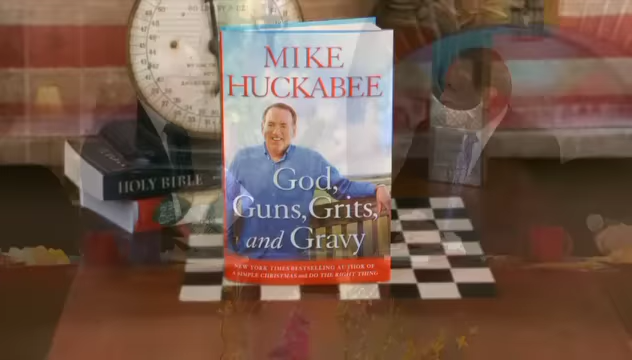 MIKE
HUCKABEE
God,
Guns, Grits,
and Gravy
NEW YORK TIMES BESTSELLING AUTHOR OF
A SIMPLE CHRISTMAS AND DO THE RIGHT THING
HOLY BIBLE